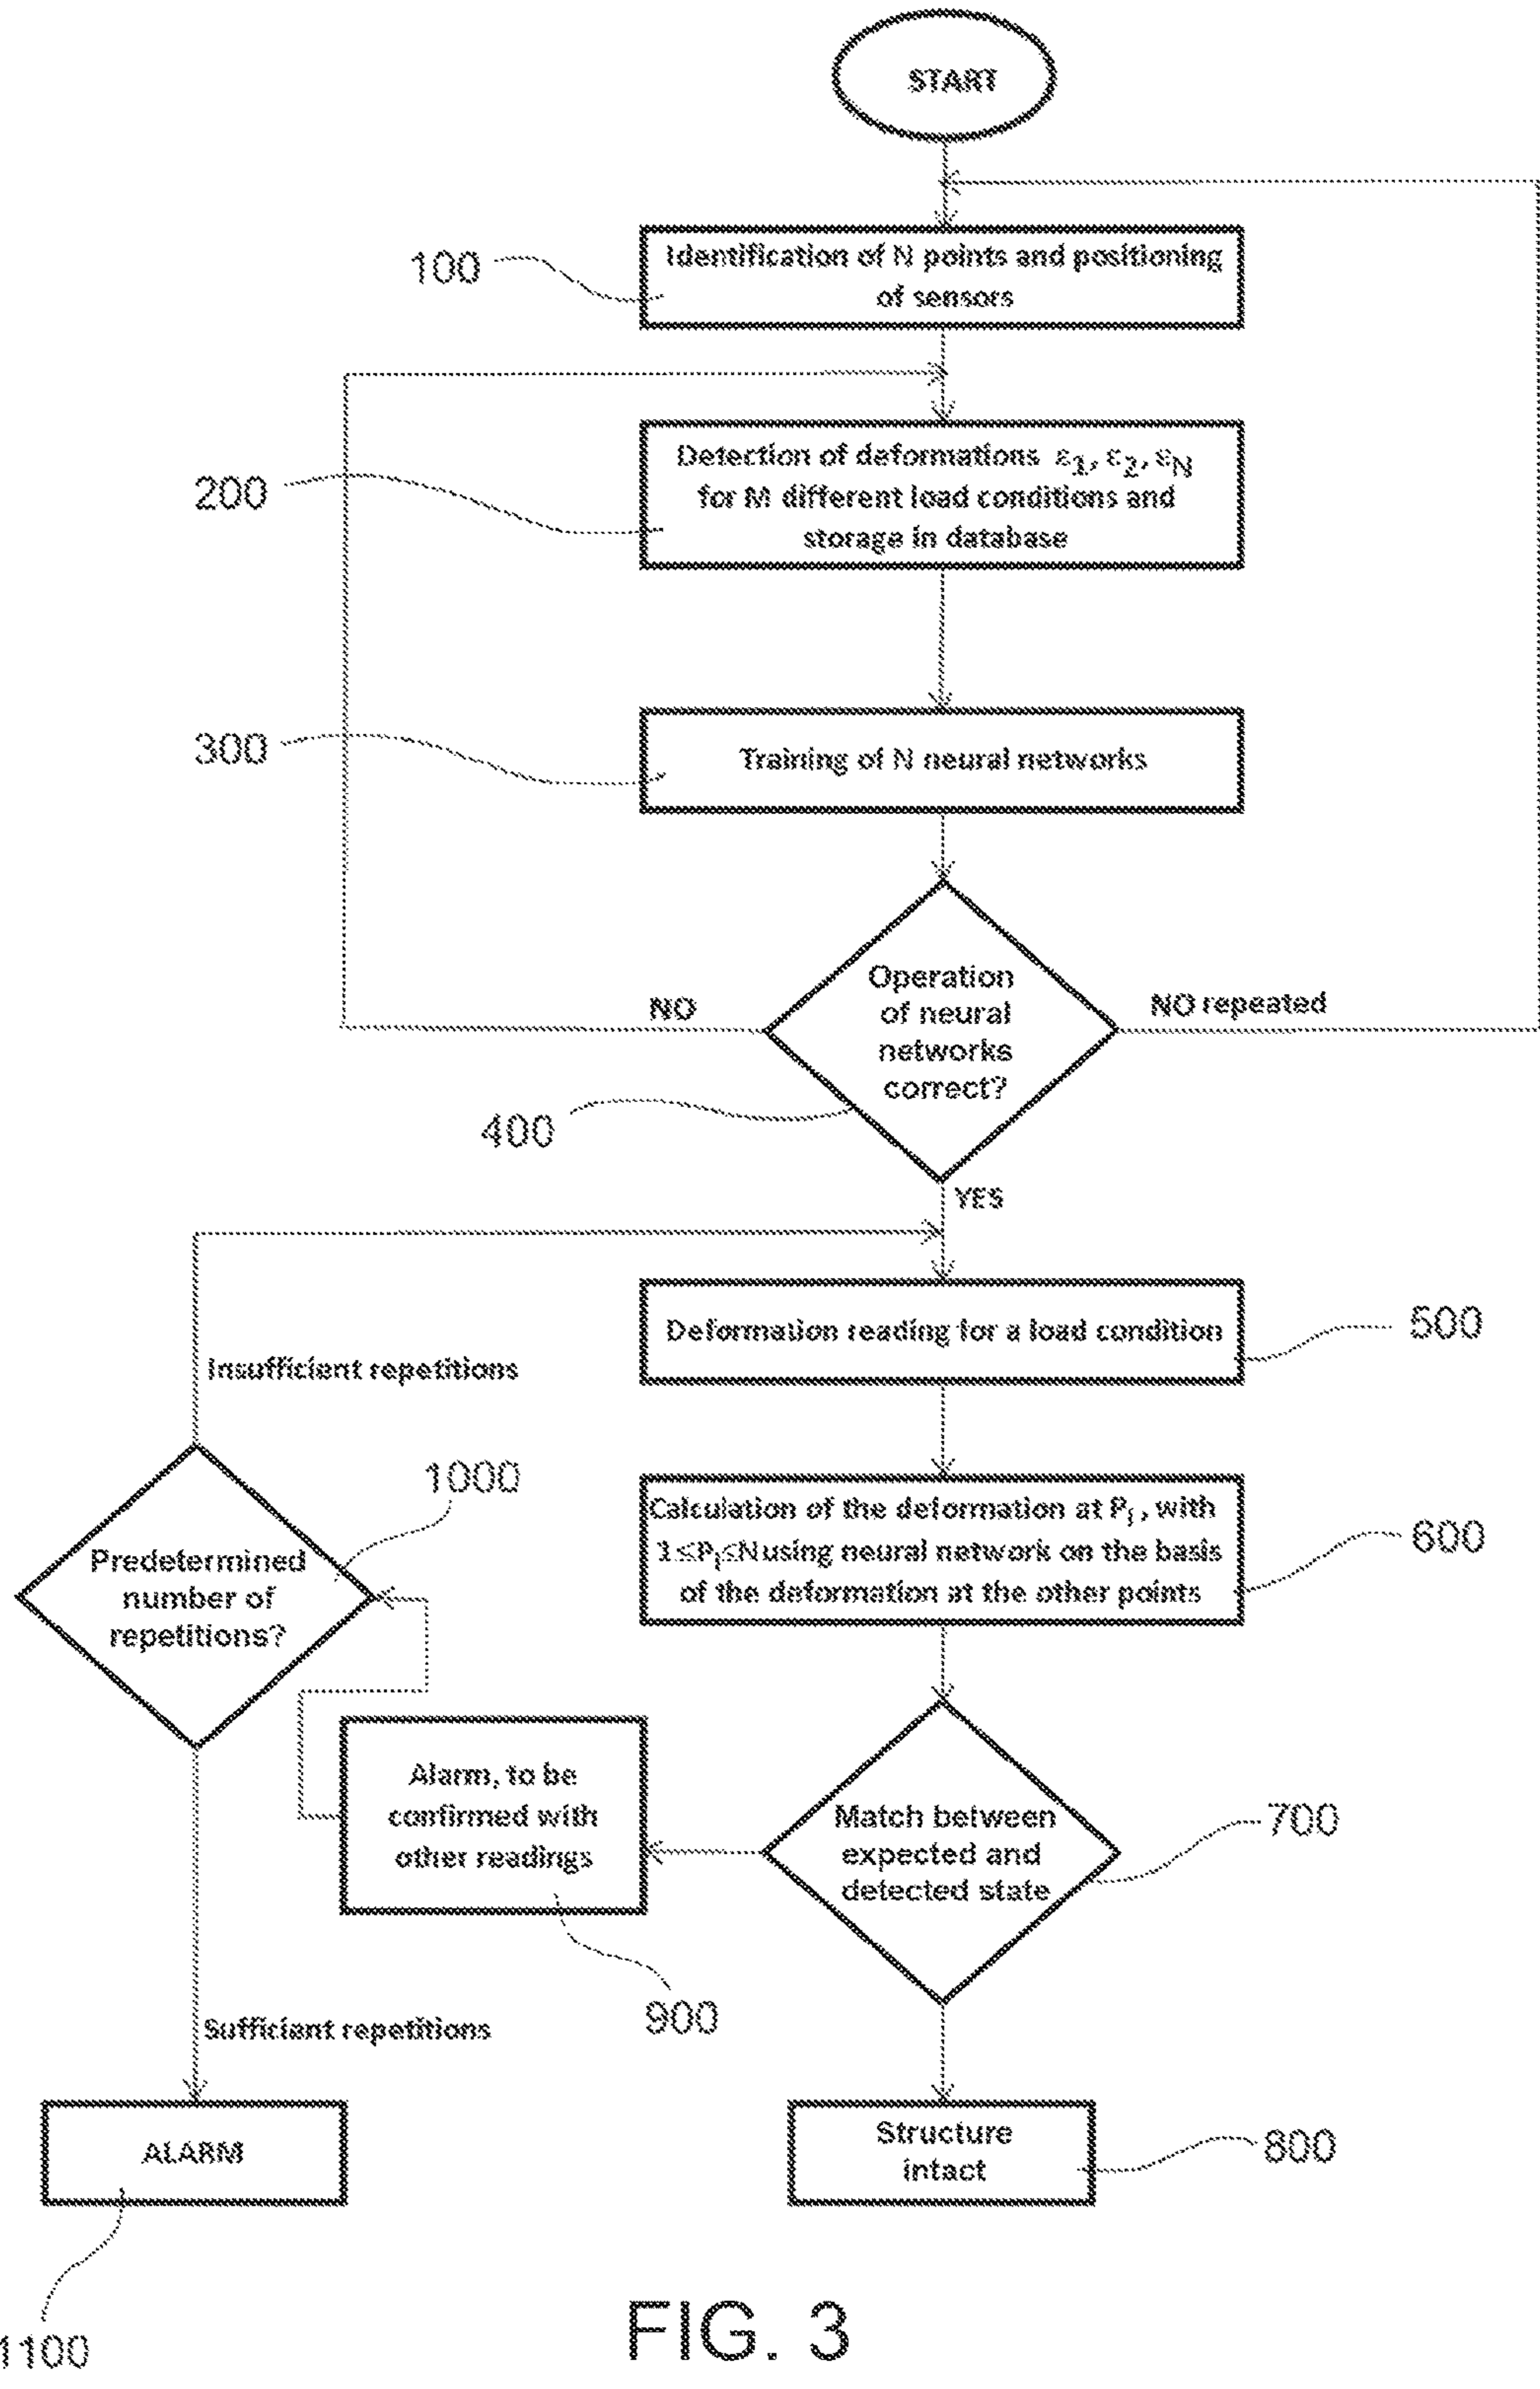 START
100
Identification of N points and positioning
of sensors
200
Detection of deformations ε1, ε2, εN
for M different load conditions and
storage in database
300
Training of N neural networks
Operation
of neural
networks
correct?
NO
NO repeated
400
YES
500
Deformation reading for a load condition
Insufficient repetitions
1000
Predetermined
number of
repetitions?
600
Calculation of the deformation at Pi, with
1≤Pi≤N using neural network on the basis
of the deformation at the other points
Alarm, to be
confirmed with
other readings
700
Match between
expected and
detected state
900
Sufficiant repetitions
ALARM
Structure
intact
800
1100
FIG. 3